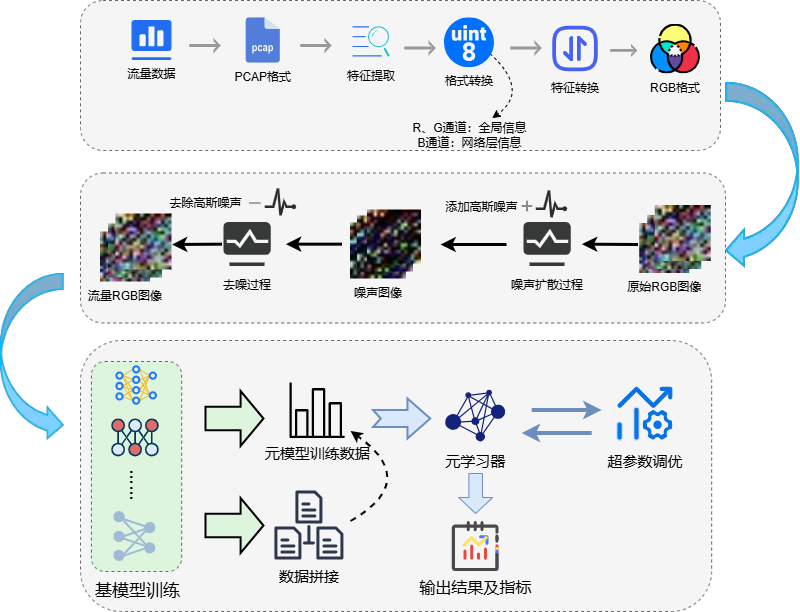 pcap
uint
8
流量数据
PCAP格式
特征提取
格式转换
特征转换
RGB格式
R、G通道：全局信息
B通道：网络层信息
去除高斯噪声
添加高斯噪声
流量RGB图像
去噪过程
噪声图像
噪声扩散过程
原始RGB图像
元模型训练数据
元学习器
超参数调优
数据拼接
基模型训练
输出结果及指标